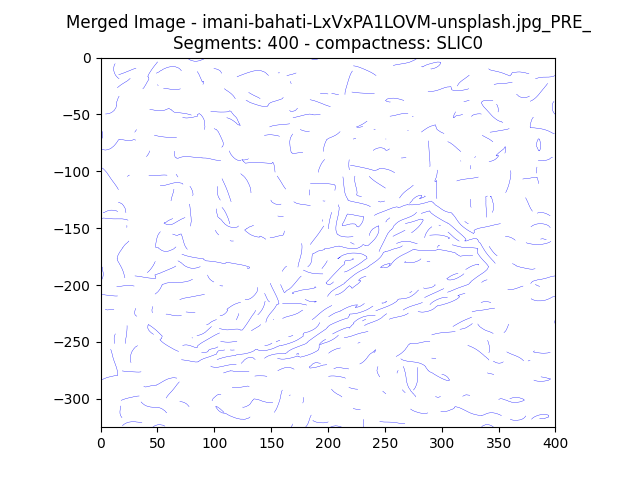 Merged Image - imani-bahati-LxVxPA1LOVM-unsplash.jpg_PRE_
Segments: 400 - compactness: SLIC0
0
−50
−100
−150
−200
−250
−300
0 50 100 150 200 250 300 350 400